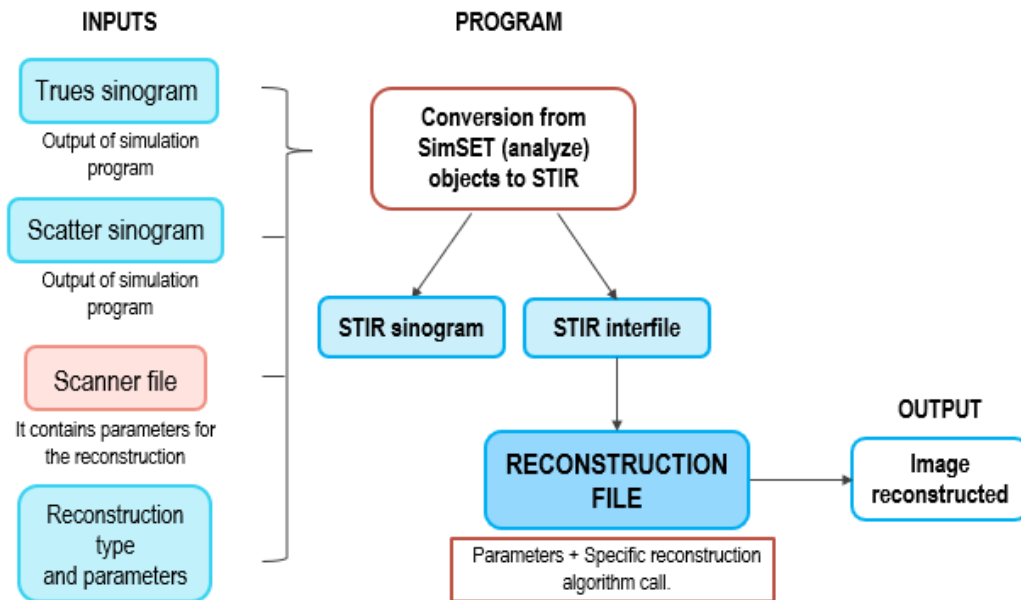 INPUTS
PROGRAM
Trues sinogram
Output of simulation
program
Scatter sinogram
Output of simulation
program
Scanner file
It contains parameters for
the reconstruction
Reconstruction
type
and parameters
Conversion from
SimSET (analyze)
objects to STIR
STIR sinogram
STIR interfile
RECONSTRUCTION
FILE
Parameters + Specific reconstruction
algorithm call.
OUTPUT
Image
reconstructed